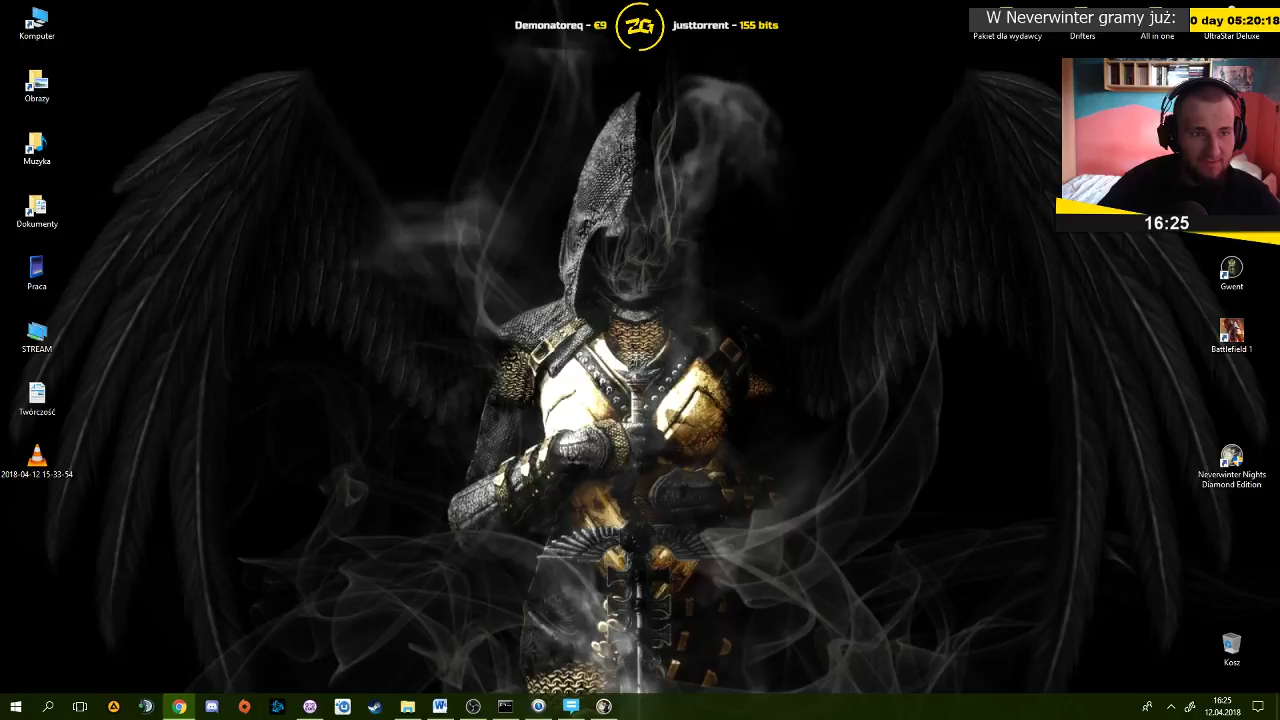 Demonatoreq - €9
ZG
justtorrent - 155 bits
W Neverwinter gramy już:
0 day 05:20:18
Komputer
Pakiet dla wydawcy
Drifters
All in one
UltraStar Deluxe
Obrazy
Muzyka
Dokumenty
16:25
Praca
Gwent
STREAM
Battlefield 1
Twórczość
2018-04-12 15-33-54
Neverwinter Nights
Diamond Edition
Kosz
16:25
12.04.2018